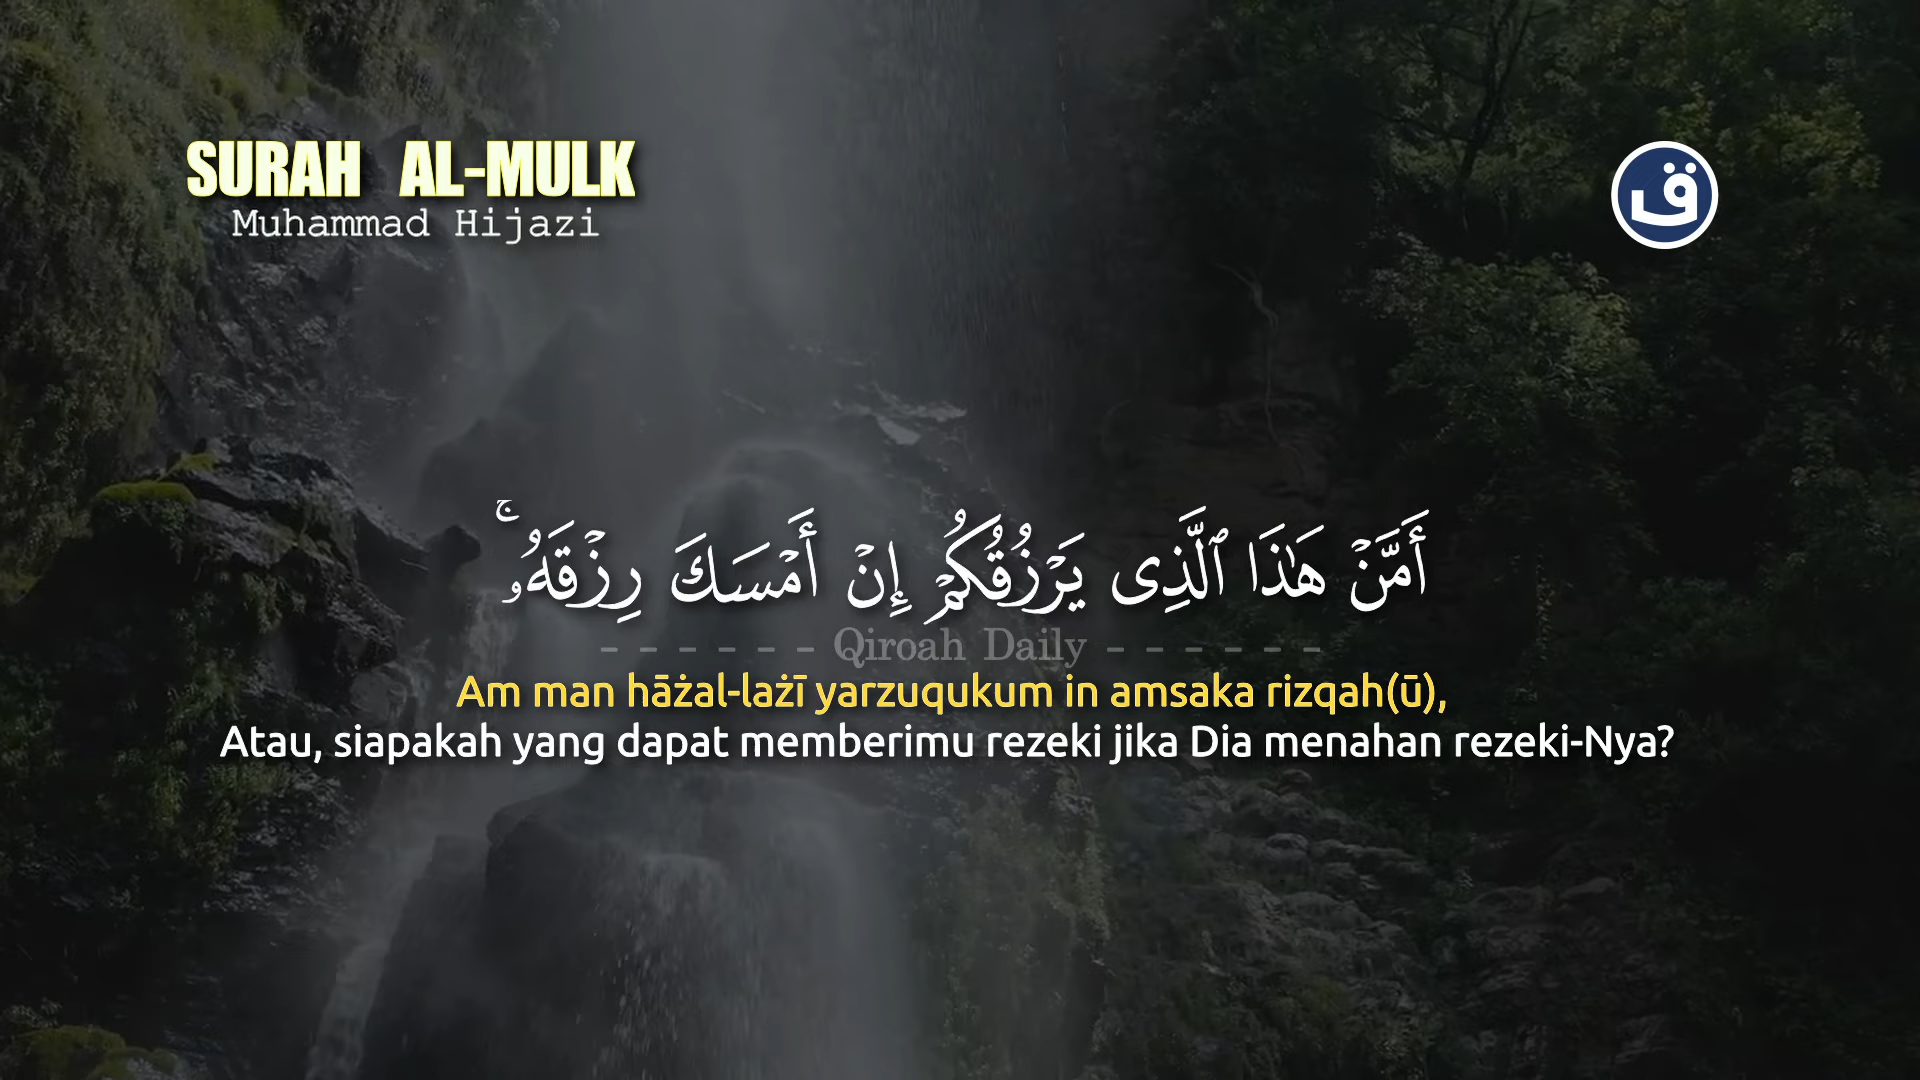 SURAH AL-MULK
Muhammad Hijazi
ق
أَمَّنْ هَٰذَا ٱلَّذِى يَرْزُقُكُمْ إِنْ أَمْسَكَ رِزْقَهُۥ ۚ
- - - - - - Qiroah Daily - - - - - -
Am man hāżal-lażī yarzuqukum in amsaka rizqah(ū),
Atau, siapakah yang dapat memberimu rezeki jika Dia menahan rezeki-Nya?